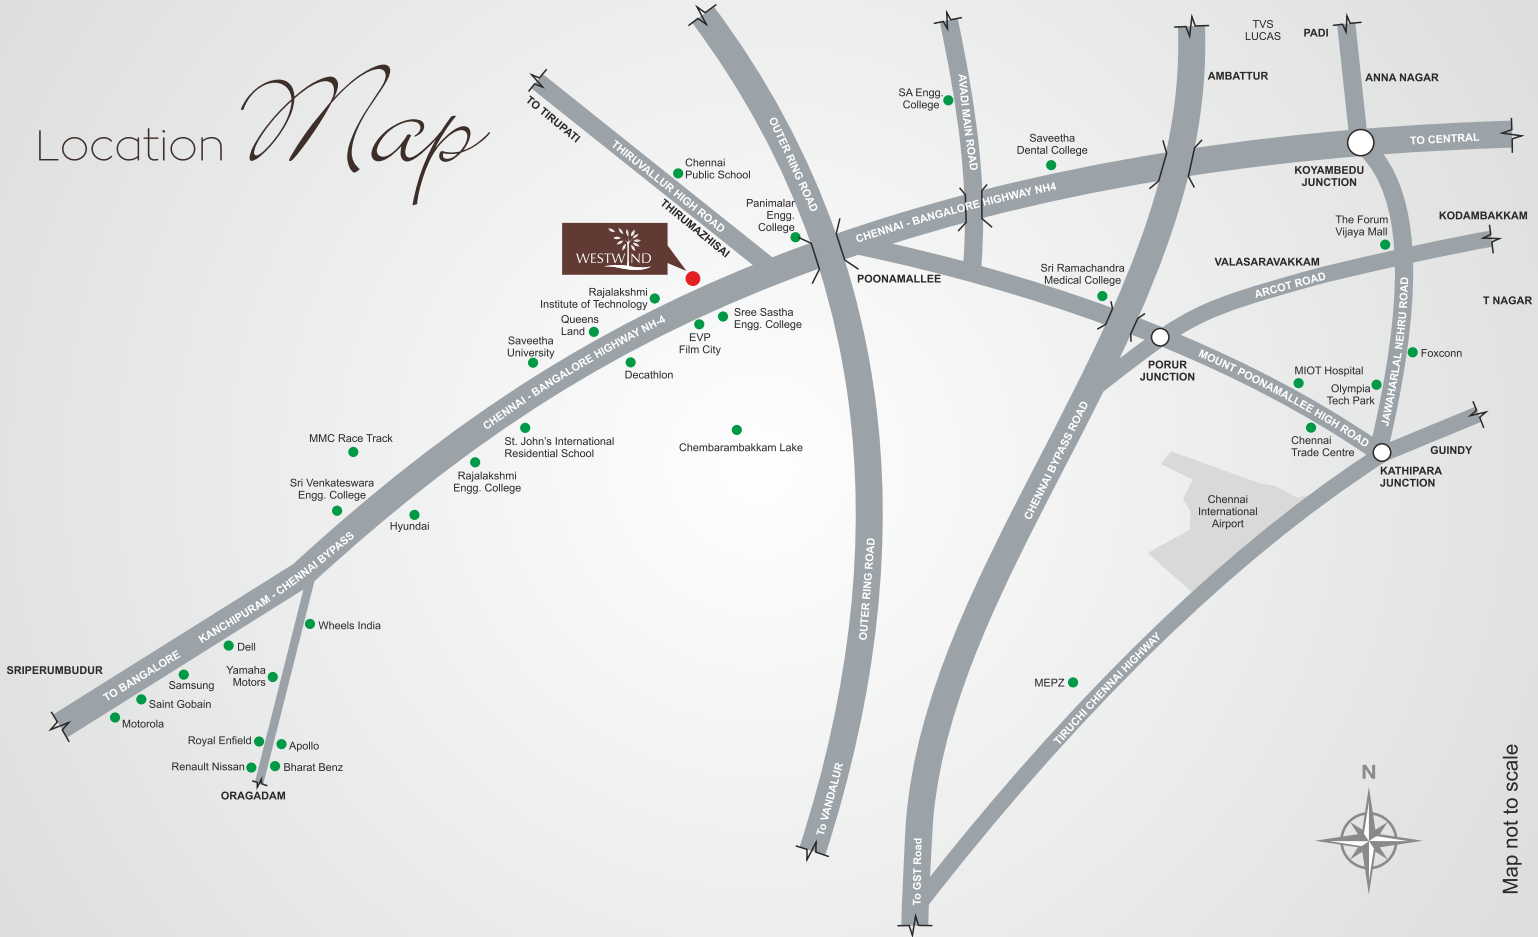 Location Map
TO TIRUPATI
THIRUVALLUR HIGH ROAD
THIRUMAZHISAI
Chennai
Public School
OUTER RING ROAD
Panimalar
Engg.
College
WESTWIND
AVADI MAIN ROAD
SA Engg.
College
Saveetha
Dental College
CHENNAI - BANGALORE HIGHWAY NH4
AMBATTUR
TVS
LUCAS
PADI
ANNA NAGAR
TO CENTRAL
KOYAMBEDU
JUNCTION
The Forum
Vijaya Mall
KODAMBAKKAM
VALASARAVAKKAM
ARCOT ROAD
T NAGAR
JAWAHARLAL NEHRU ROAD
POONAMALLEE
Sri Ramachandra
Medical College
PORUR
JUNCTION
MOUNT POONAMALLEE HIGH ROAD
MIOT Hospital
Olympia
Tech Park
Foxconn
Chennai
Trade Centre
GUINDY
KATHIPARA
JUNCTION
Rajalakshmi
Institute of Technology
Queens
Land
Saveetha
University
CHENNAI - BANGALORE HIGHWAY NH-4
Sree Sastha
Engg. College
EVP
Film City
Decathlon
Chembarambakkam Lake
St. John's International
Residential School
Rajalakshmi
Engg. College
MMC Race Track
Sri Venkateswara
Engg. College
Hyundai
KANCHIPURAM - CHENNAI BYPASS
TO BANGALORE
SRIPERUMBUDUR
Wheels India
Dell
Yamaha
Motors
Samsung
Saint Gobain
Motorola
Royal Enfield
Apollo
Renault Nissan
Bharat Benz
ORAGADAM
OUTER RING ROAD
To VANDALUR
CHENNAI BYPASS ROAD
Chennai
International
Airport
MEPZ
TIRUCHI CHENNAI HIGHWAY
To GST Road
N
Map not to scale